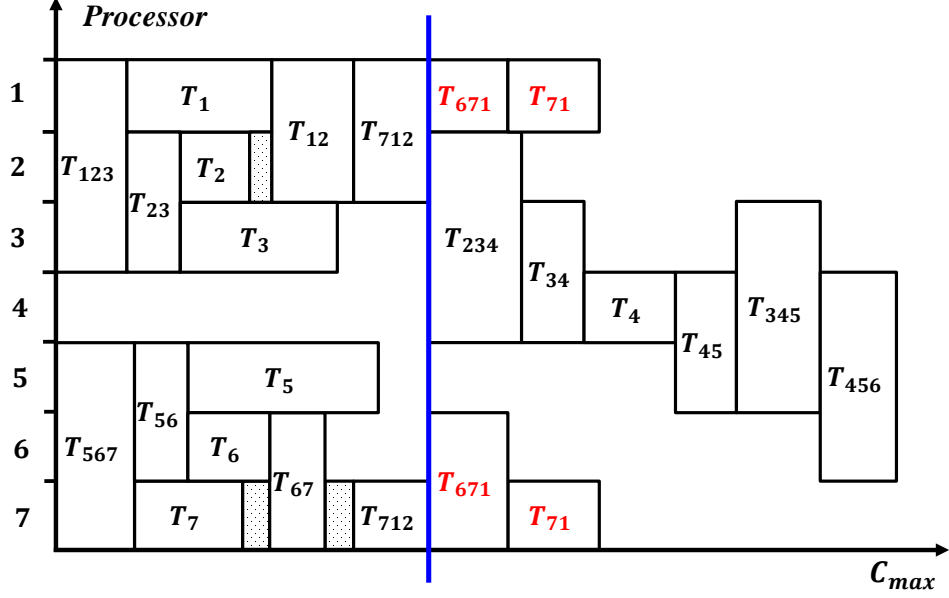 Processor
1
T₁
T₁₂
T₇₁₂
T₆₇₁
T₇₁
2
T₁₂₃
T₂
T₂₃
3
T₃
T₂₃₄
T₃₄
4
T₄
T₄₅
T₃₄₅
5
T₅
T₅₆
T₄₅₆
6
T₅₆₇
T₆
T₆₇
T₆₇₁
7
T₇
T₇₁₂
T₇₁
C_max